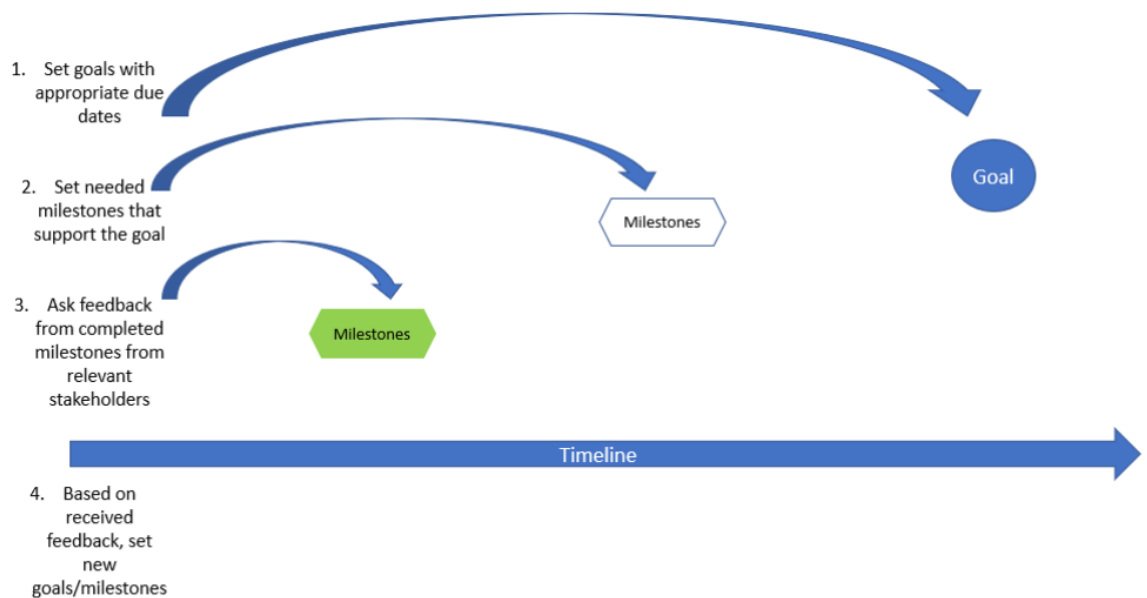 1. Set goals with
appropriate due
dates
Goal
2. Set needed
milestones that
support the goal
Milestones
3. Ask feedback
from completed
milestones from
relevant
stakeholders
Milestones
Timeline
4. Based on
received
feedback, set
new
goals/milestones